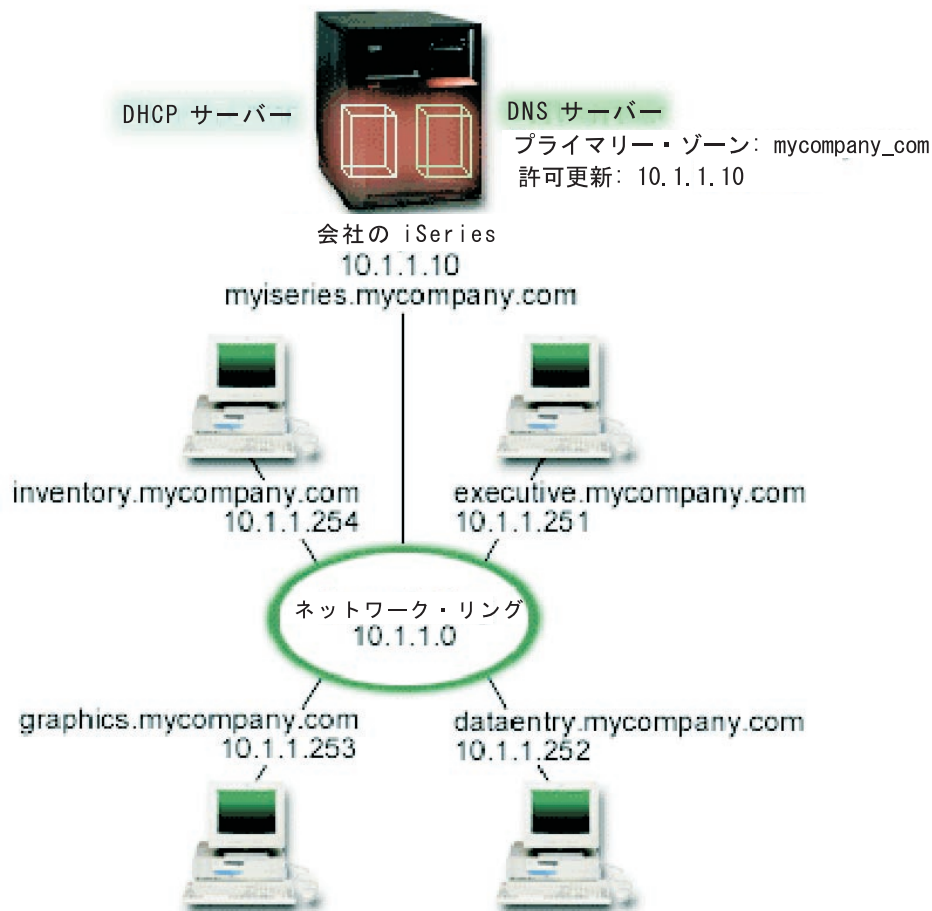 DHCP サーバー
DNS サーバー
プライマリー・ゾーン: mycompany_com
許可更新: 10.1.1.10
会社の iSeries
10.1.1.10
myiseries.mycompany.com
inventory.mycompany.com
10.1.1.254
executive.mycompany.com
10.1.1.251
ネットワーク・リング
10.1.1.0
graphics.mycompany.com
10.1.1.253
dataentry.mycompany.com
10.1.1.252